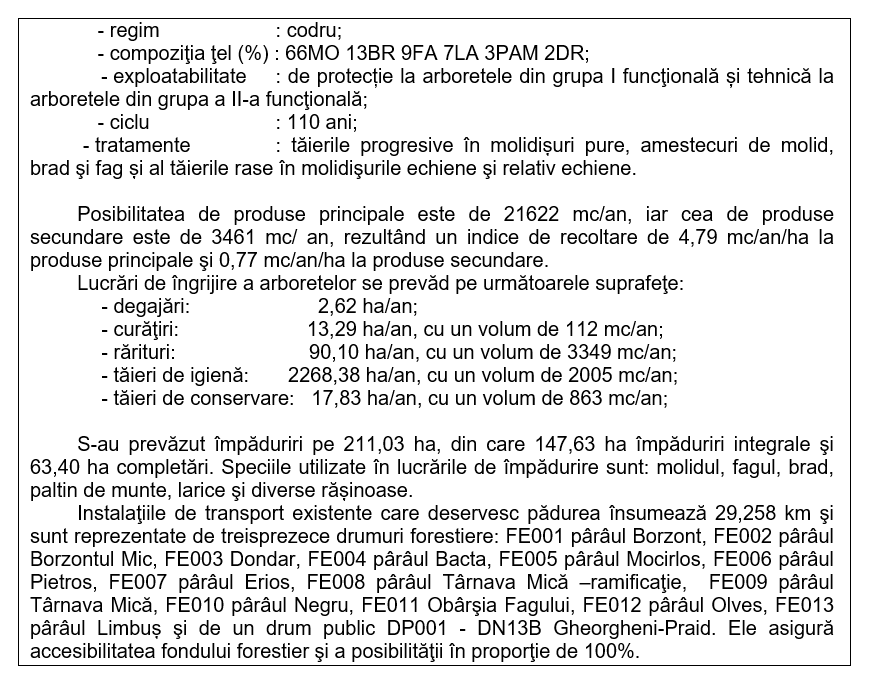 - regim : codru;
- compoziţia ţel (%) : 66MO 13BR 9FA 7LA 3PAM 2DR;
- exploatabilitate : de protecție la arboretele din grupa I funcţională și tehnică la
arboretele din grupa a II-a funcţională;
- ciclu : 110 ani;
- tratamente : tăierile progresive în molidișuri pure, amestecuri de molid,
brad şi fag și al tăierile rase în molidişurile echiene şi relativ echiene.
Posibilitatea de produse principale este de 21622 mc/an, iar cea de produse
secundare este de 3461 mc/ an, rezultând un indice de recoltare de 4,79 mc/an/ha la
produse principale şi 0,77 mc/an/ha la produse secundare.
Lucrări de îngrijire a arboretelor se prevăd pe următoarele suprafeţe:
- degajări: 2,62 ha/an;
- curăţiri: 13,29 ha/an, cu un volum de 112 mc/an;
- rărituri: 90,10 ha/an, cu un volum de 3349 mc/an;
- tăieri de igienă: 2268,38 ha/an, cu un volum de 2005 mc/an;
- tăieri de conservare: 17,83 ha/an, cu un volum de 863 mc/an;
S-au prevăzut împăduriri pe 211,03 ha, din care 147,63 ha împăduriri integrale şi
63,40 ha completări. Speciile utilizate în lucrările de împădurire sunt: molidul, fagul, brad,
paltin de munte, larice şi diverse rășinoase.
Instalaţiile de transport existente care deservesc pădurea însumează 29,258 km şi
sunt reprezentate de treisprezece drumuri forestiere: FE001 pârâul Borzont, FE002 pârâul
Borzontul Mic, FE003 Dondar, FE004 pârâul Bacta, FE005 pârâul Mocirlos, FE006 pârâul
Pietros, FE007 pârâul Erios, FE008 pârâul Târnava Mică –ramificaţie, FE009 pârâul
Târnava Mică, FE010 pârâul Negru, FE011 Obârşia Fagului, FE012 pârâul Olves, FE013
pârâul Limbuș şi de un drum public DP001 - DN13B Gheorgheni-Praid. Ele asigură
accesibilitatea fondului forestier şi a posibilităţii în proporţie de 100%.